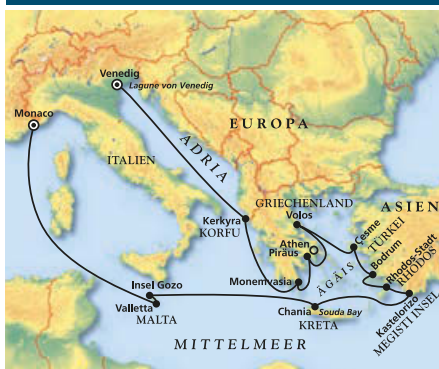 Venedig
Lagune von Venedig
Monaco
ADRIA
EUROPA
ITALIEN
GRIECHENLAND
Volos
ASIEN
Kerkyra
KORFU
Athen
Piräus
Çesme
TÜRKEI
Bodrum
Rhodos-Stadt
RHODOS
ÄGÄIS
Monemvasia
Insel Gozo
Valletta
MALTA
Chania
Souda Bay
KRETA
Kastelorizo
MEGISTI INSEL
MITTELMEER